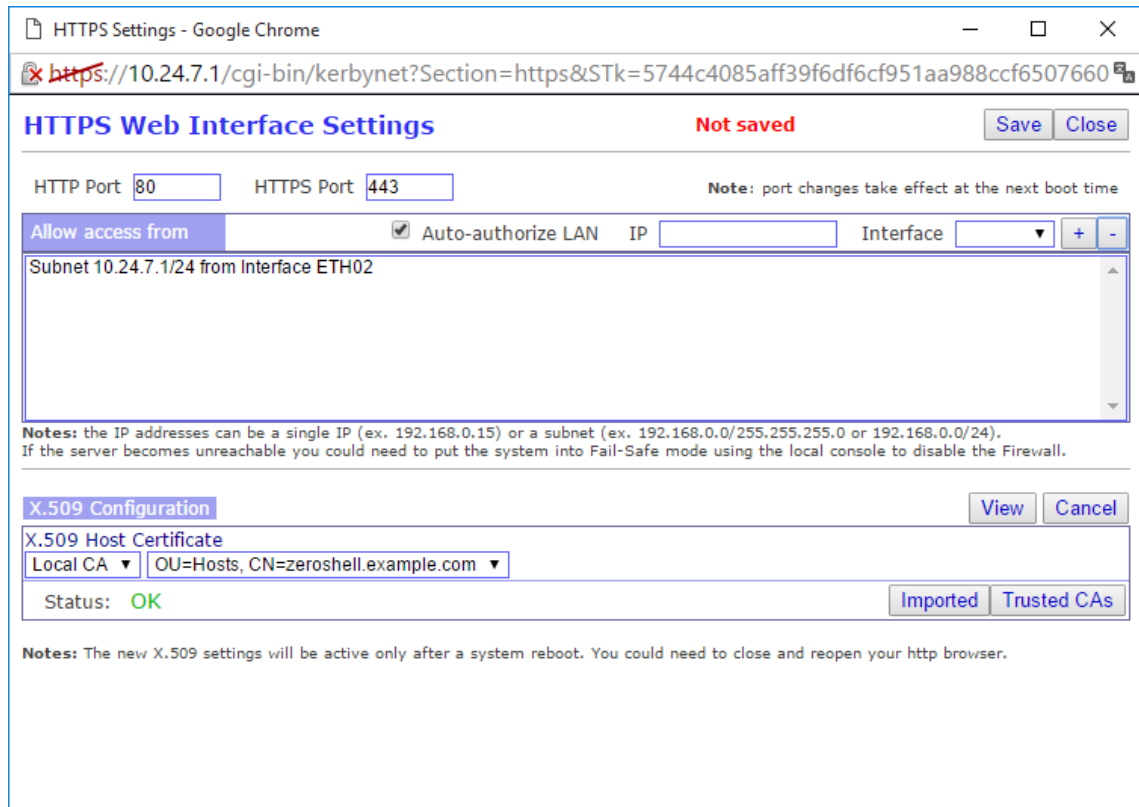 HTTPS Settings - Google Chrome
https://10.24.7.1/cgi-bin/kerbynet?Section=https&STk=5744c4085aff39f6df6cf951aa988ccf6507660
HTTPS Web Interface Settings Not saved Save Close
HTTP Port 80 HTTPS Port 443 Note: port changes take effect at the next boot time
Allow access from Auto-authorize LAN IP Interface + -
Subnet 10.24.7.1/24 from Interface ETH02
Notes: the IP addresses can be a single IP (ex. 192.168.0.15) or a subnet (ex. 192.168.0.0/255.255.255.0 or 192.168.0.0/24).
If the server becomes unreachable you could need to put the system into Fail-Safe mode using the local console to disable the Firewall.
X.509 Configuration View Cancel
X.509 Host Certificate
Local CA OU=Hosts, CN=zeroshell.example.com
Status: OK Imported Trusted CAs
Notes: The new X.509 settings will be active only after a system reboot. You could need to close and reopen your http browser.